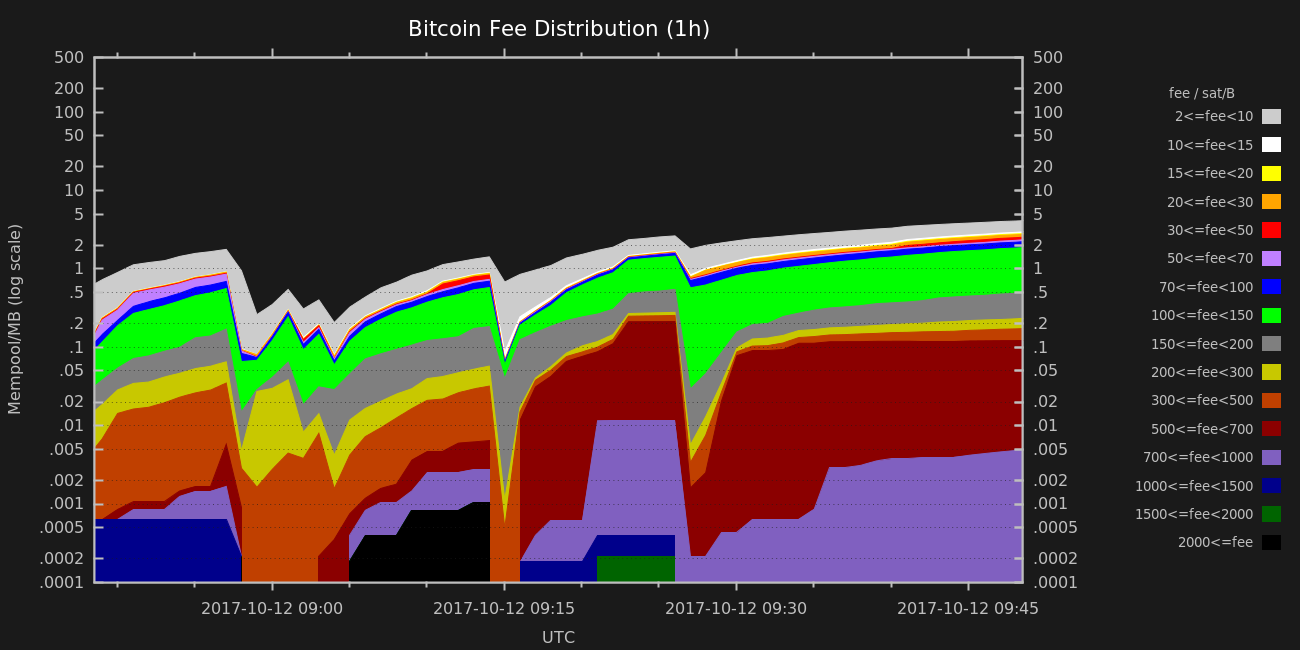 Bitcoin Fee Distribution (1h)
Mempool/MB (log scale)
500
200
100
50
20
10
5
2
1
.5
.2
.1
.05
.02
.01
.005
.002
.001
.0005
.0002
.0001
500
200
100
50
20
10
5
2
1
.5
.2
.1
.05
.02
.01
.005
.002
.001
.0005
.0002
.0001
2017-10-12 09:00
2017-10-12 09:15
2017-10-12 09:30
2017-10-12 09:45
UTC
fee / sat/B
2<=fee<10
10<=fee<15
15<=fee<20
20<=fee<30
30<=fee<50
50<=fee<70
70<=fee<100
100<=fee<150
150<=fee<200
200<=fee<300
300<=fee<500
500<=fee<700
700<=fee<1000
1000<=fee<1500
1500<=fee<2000
2000<=fee